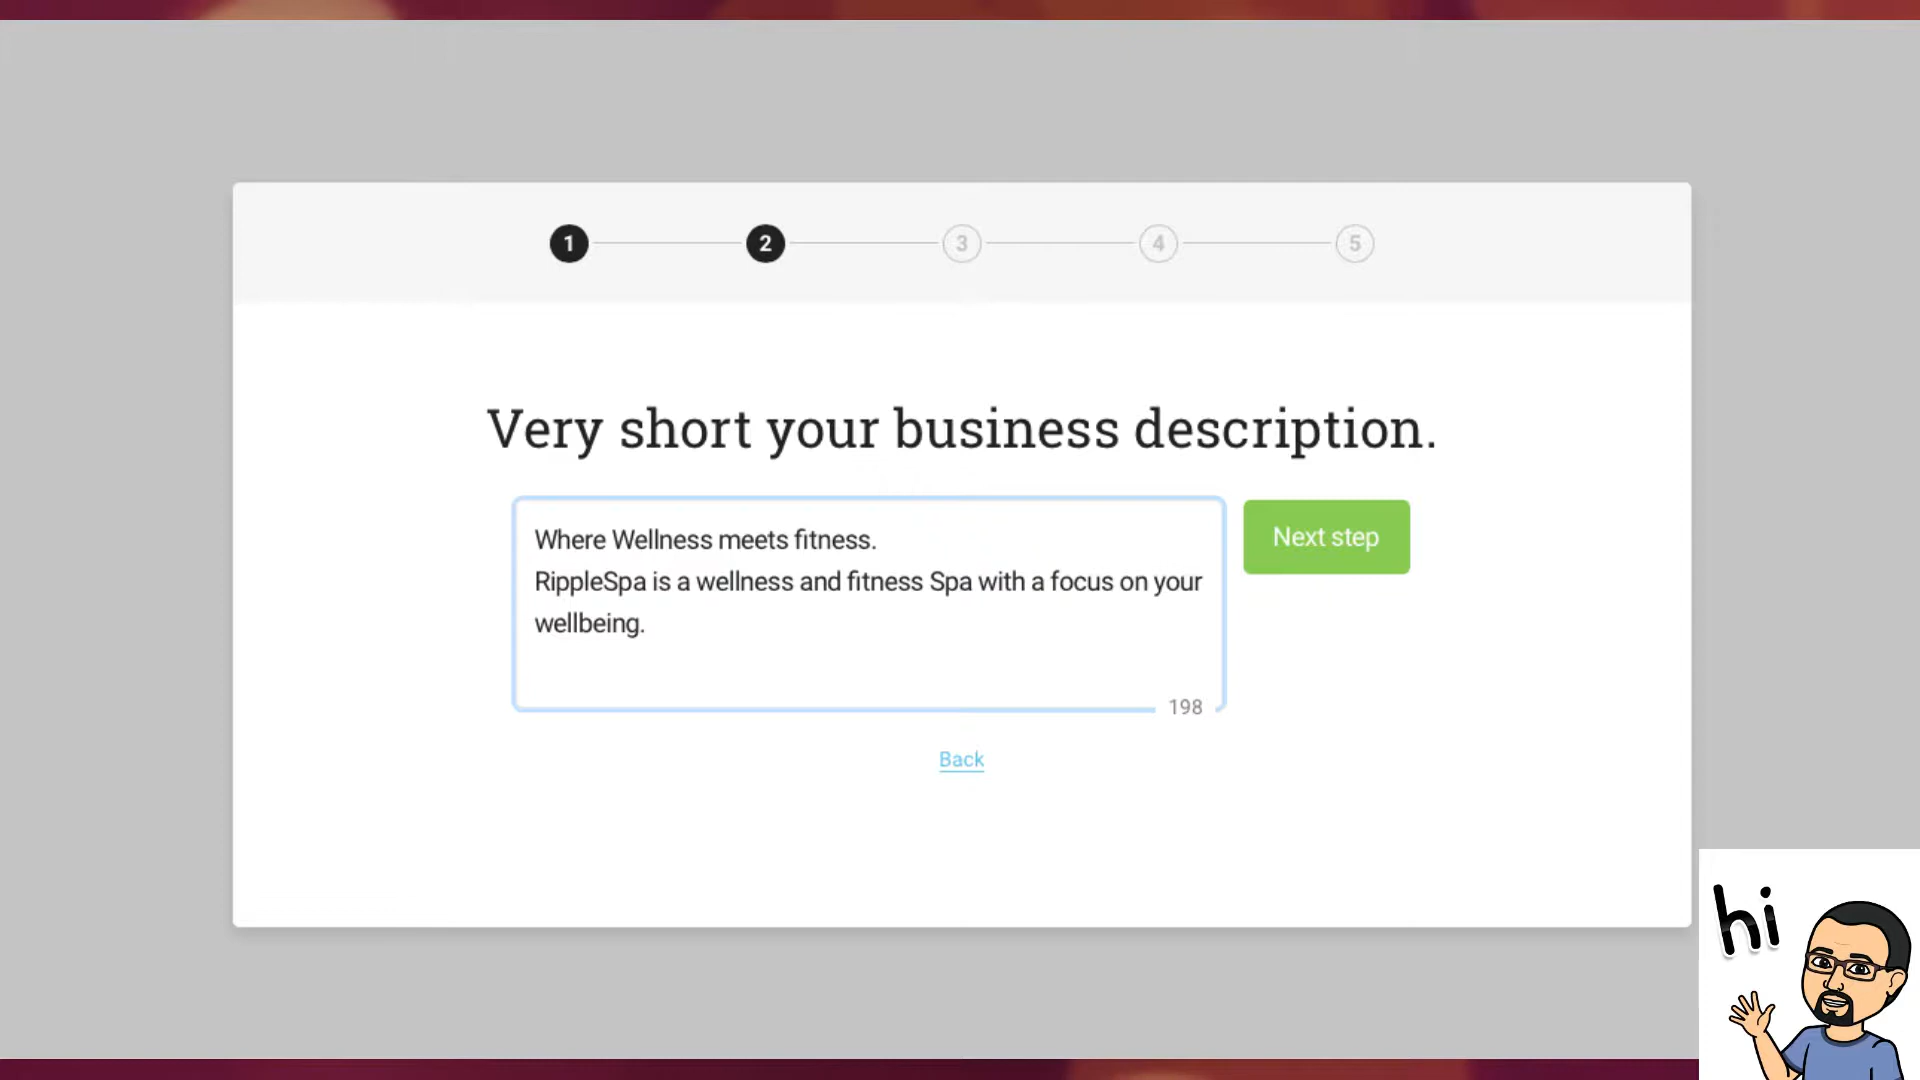 1 2 3 4 5
Very short your business description.
Where Wellness meets fitness.
RippleSpa is a wellness and fitness Spa with a focus on your
wellbeing.
Next step
198
Back
hi